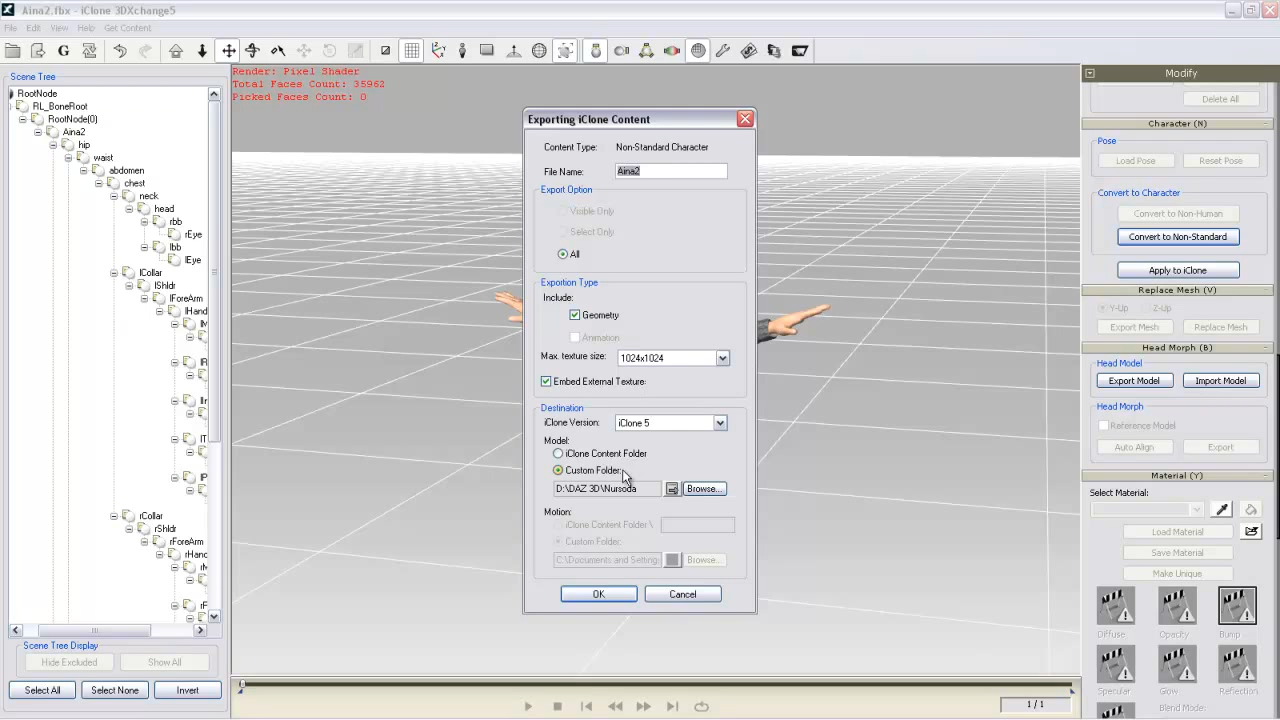 Aina2.fbx - iClone 3DXchange5
File Edit View Help Get Content
G
Scene Tree
RootNode
RL_BoneRoot
RootNode(0)
Aina2
hip
waist
abdomen
chest
neck
head
rbb
rEye
lbb
lEye
lCollar
lShldr
lForeArm
lHand
rCollar
rShldr
rForeArm
rHand
Scene Tree Display
Hide Excluded Show All
Select All Select None Invert
Render: Pixel Shader
Total Faces Count: 35962
Picked Faces Count: 0
Exporting iClone Content
Content Type: Non-Standard Character
File Name: Aina2
Export Option
Visible Only
Select Only
All
Exportion Type
Include:
Geometry
Animation
Max. texture size: 1024x1024
Embed External Texture:
Destination
iClone Version: iClone 5
Model:
iClone Content Folder
Custom Folder:
D:\DAZ 3D\Nursoda Browse...
Motion:
iClone Content Folder \
Custom Folder:
C:\Documents and Setting: Browse...
OK Cancel
1 / 1
Modify
Delete All
Character (N)
Pose
Load Pose Reset Pose
Convert to Character
Convert to Non-Human
Convert to Non-Standard
Apply to iClone
Replace Mesh (V)
Y-Up Z-Up
Export Mesh Replace Mesh
Head Morph (B)
Head Model
Export Model Import Model
Head Morph
Reference Model
Auto Align Export
Material (Y)
Select Material:
Load Material
Save Material
Make Unique
Diffuse Opacity Bump
Specular Glow Reflection
Blend Mode: